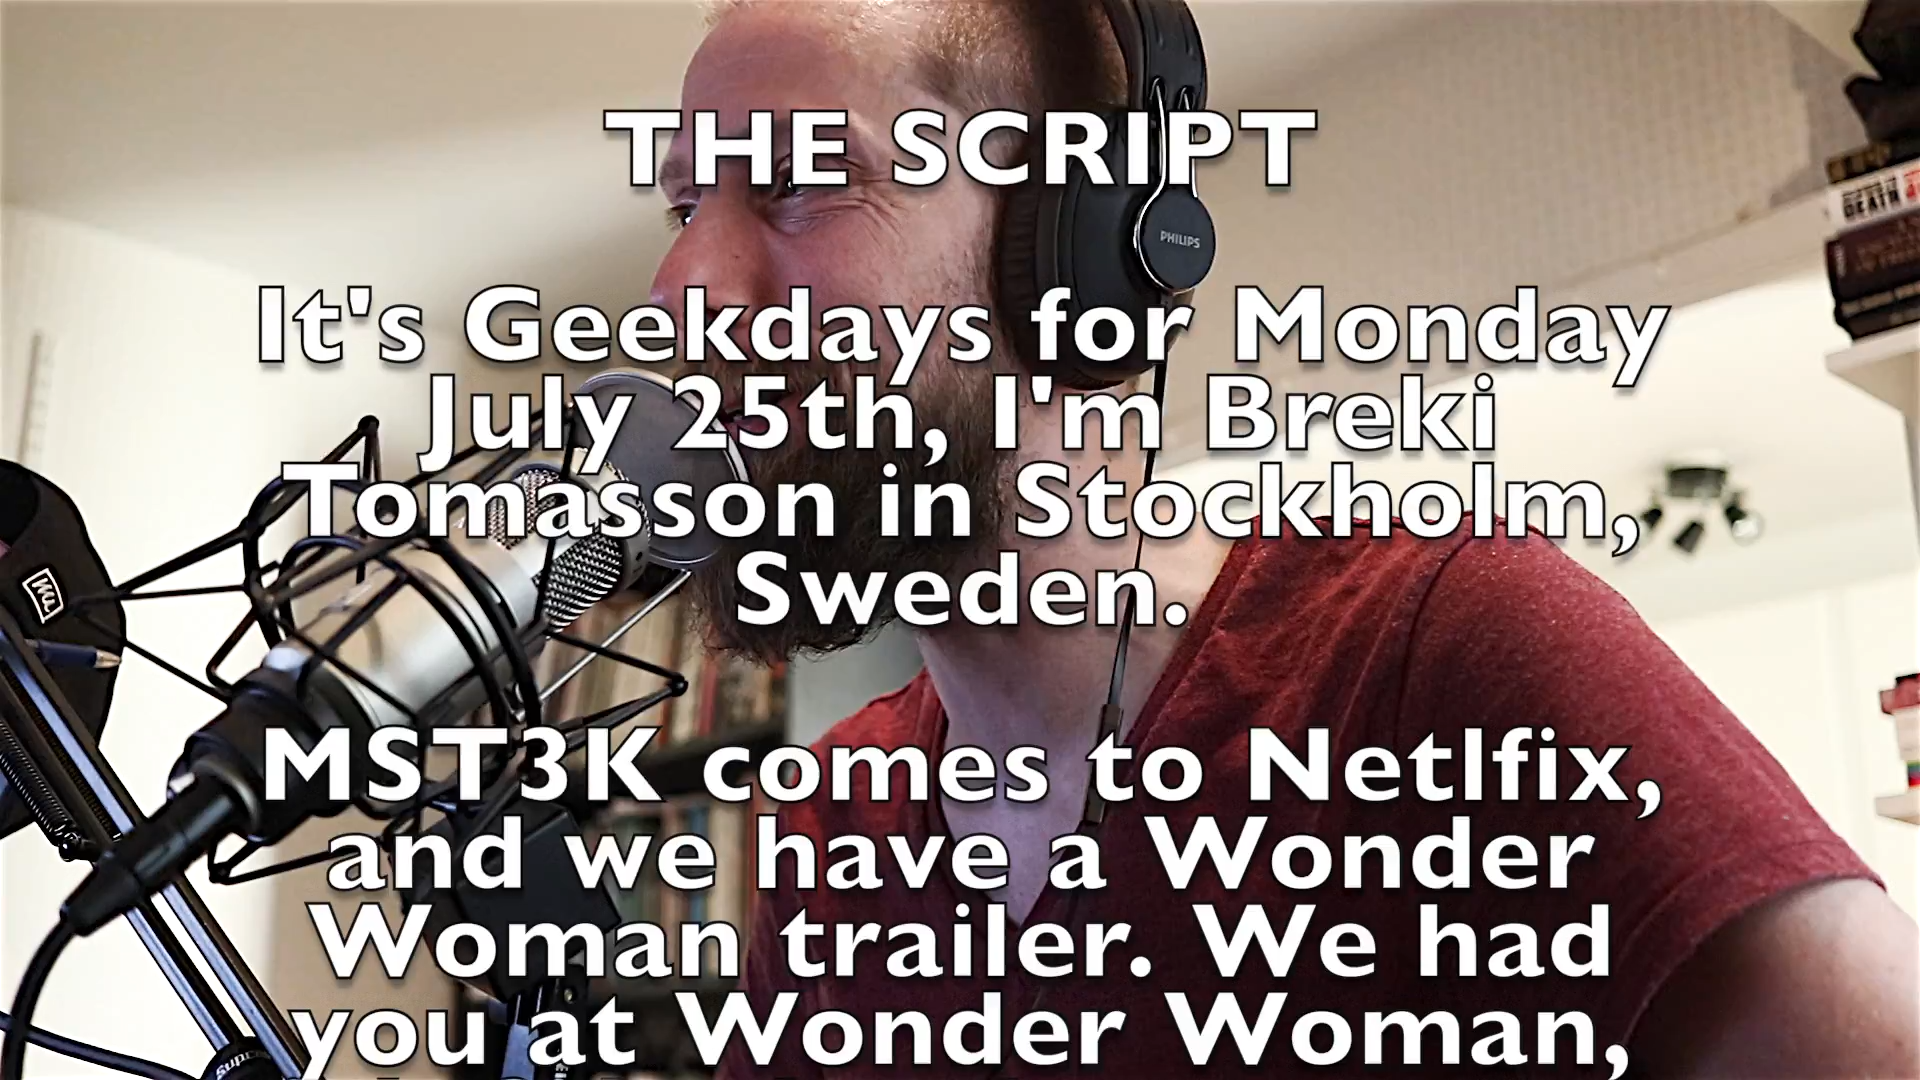 THE SCRIPT
It's Geekdays for Monday
July 25th, I'm Breki
Tomasson in Stockholm,
Sweden.
MST3K comes to Netlfix,
and we have a Wonder
Woman trailer. We had
you at Wonder Woman,
PHILIPS
DEATH